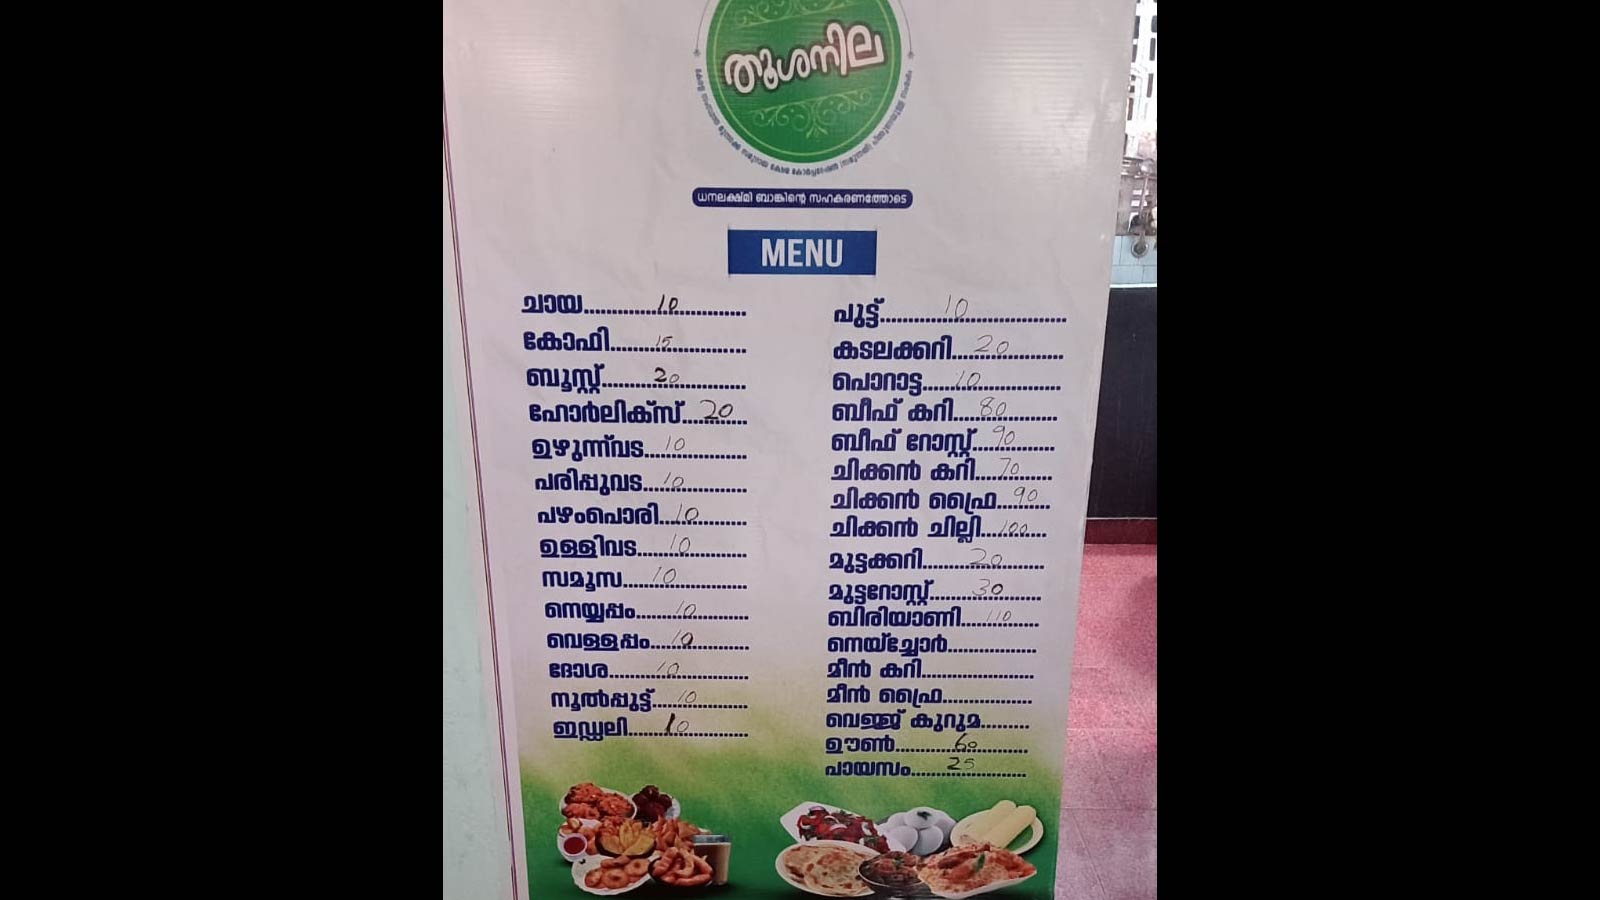 തൂശനില
ധനലക്ഷ്മി ബാങ്കിന്റെ സഹകരണത്തോടെ
MENU
ചായ 10
കോഫി 15
ബൂസ്റ്റ് 20
ഹോർലിക്സ് 20
ഉഴുന്ന്‌വട 10
പരിപ്പുവട 10
പഴംപൊരി 10
ഉള്ളിവട 10
സമൂസ 10
നെയ്യപ്പം 10
വെള്ളപ്പം 10
ദോശ 10
നൂൽപ്പുട്ട് 10
ഇഡ്ഡലി 10
പുട്ട് 10
കടലക്കറി 20
പൊറാട്ട 10
ബീഫ് കറി 80
ബീഫ് റോസ്റ്റ് 90
ചിക്കൻ കറി 70
ചിക്കൻ ഫ്രൈ 90
ചിക്കൻ ചില്ലി 100
മുട്ടക്കറി 20
മുട്ടറോസ്റ്റ് 30
ബിരിയാണി 110
നെയ്ച്ചോർ
മീൻ കറി
മീൻ ഫ്രൈ
വെജ്ജ് കുറുമ
ഊൺ 60
പായസം 25